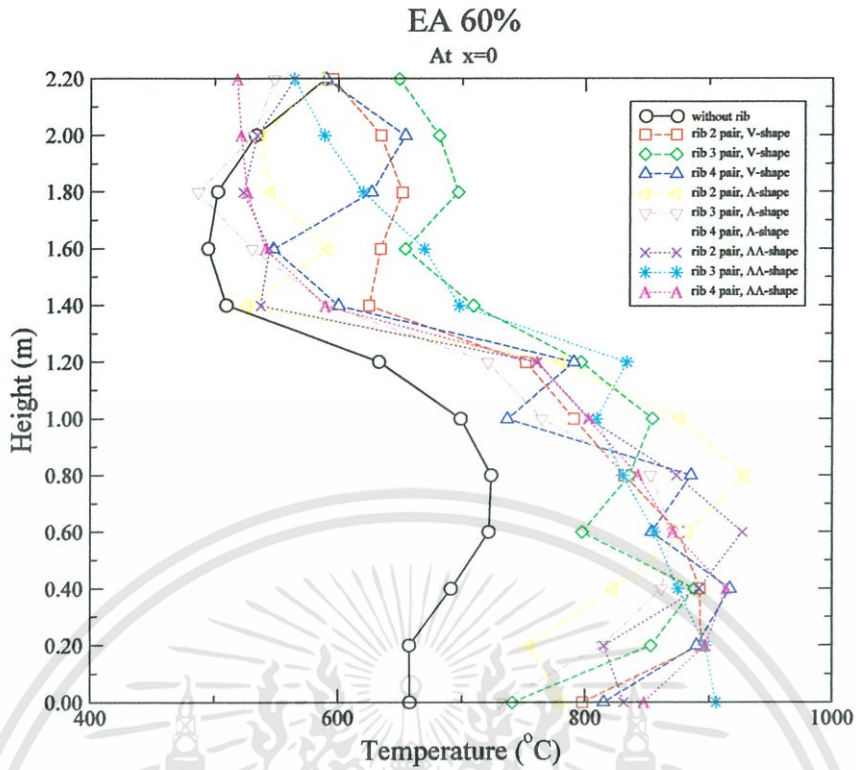 EA 60%
At x=0
2.20
2.00
1.80
1.60
1.40
1.20
1.00
0.80
0.60
0.40
0.20
0.00
Height (m)
without rib
rib 2 pair, V-shape
rib 3 pair, V-shape
rib 4 pair, V-shape
rib 2 pair, Λ-shape
rib 3 pair, Λ-shape
rib 4 pair, Λ-shape
rib 2 pair, ΛΛ-shape
rib 3 pair, ΛΛ-shape
rib 4 pair, ΛΛ-shape
400
600
800
1000
Temperature (°C)